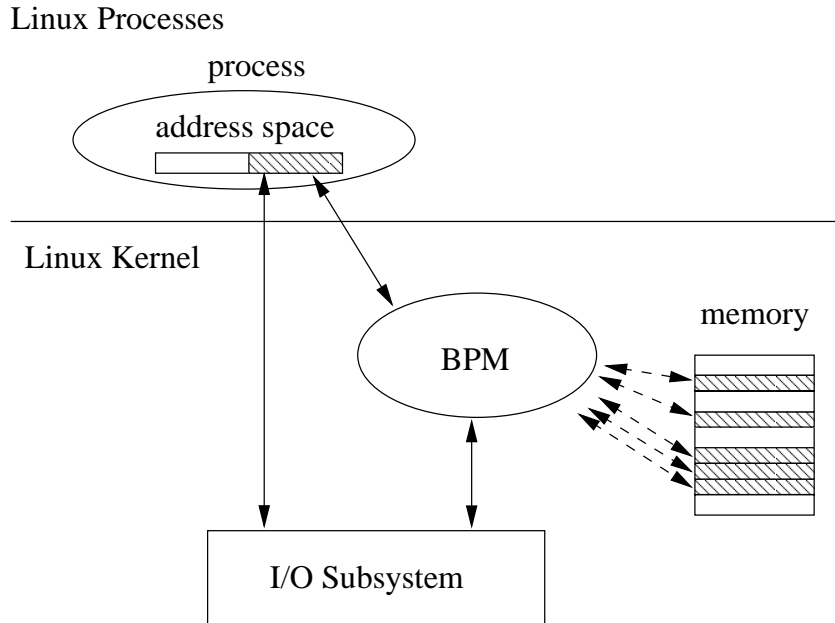 Linux Processes
process
address space
Linux Kernel
memory
BPM
I/O Subsystem